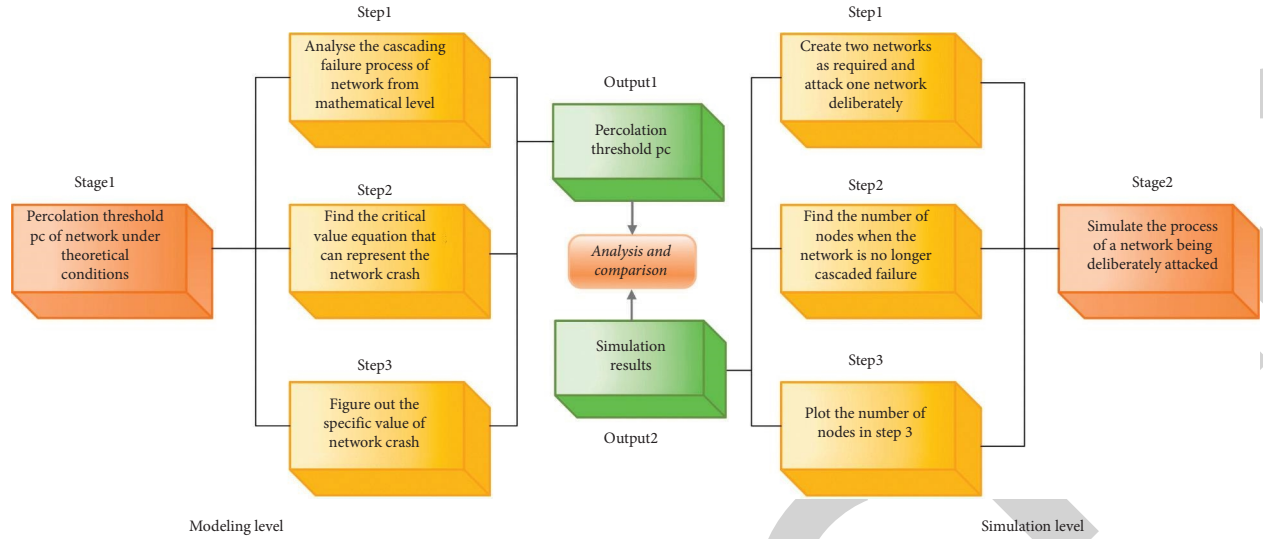 Stage1
Percolation threshold
pc of network under
theoretical
conditions
Step1
Analyse the cascading
failure process of
network from
mathematical level
Step2
Find the critical
value equation that
can represent the
network crash
Step3
Figure out the
specific value of
network crash
Modeling level
Output1
Percolation
threshold pc
Analysis and
comparison
Simulation
results
Output2
Step1
Create two networks
as required and
attack one network
deliberately
Step2
Find the number of
nodes when the
network is no longer
cascaded failure
Step3
Plot the number of
nodes in step 3
Stage2
Simulate the process
of a network being
deliberately attacked
Simulation level